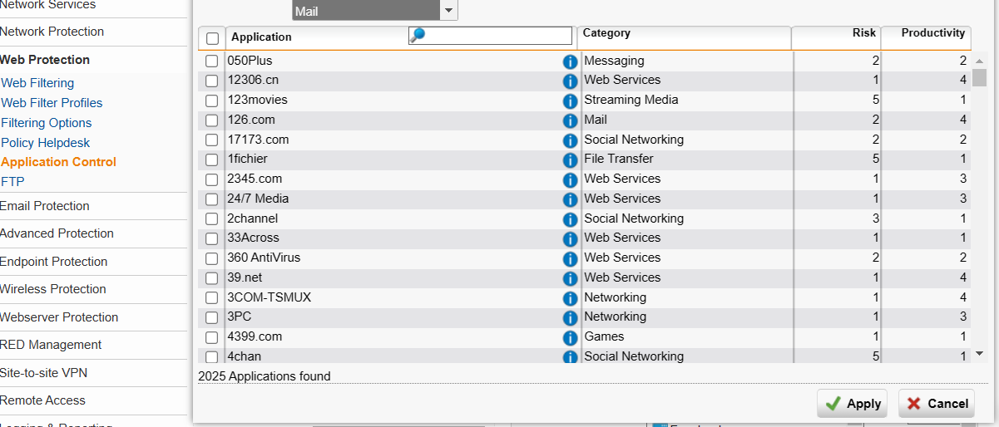 Network Services
Network Protection
Web Protection
Web Filtering
Web Filter Profiles
Filtering Options
Policy Helpdesk
Application Control
FTP
Email Protection
Advanced Protection
Endpoint Protection
Wireless Protection
Webserver Protection
RED Management
Site-to-site VPN
Remote Access
Logging & Reporting
Mail
Application Category Risk Productivity
050Plus Messaging 2 2
12306.cn Web Services 1 4
123movies Streaming Media 5 1
126.com Mail 2 4
17173.com Social Networking 2 2
1fichier File Transfer 5 1
2345.com Web Services 1 3
24/7 Media Web Services 1 3
2channel Social Networking 3 1
33Across Web Services 1 1
360 AntiVirus Web Services 2 2
39.net Web Services 1 4
3COM-TSMUX Networking 1 4
3PC Networking 1 3
4399.com Games 1 1
4chan Social Networking 5 1
2025 Applications found
Apply Cancel